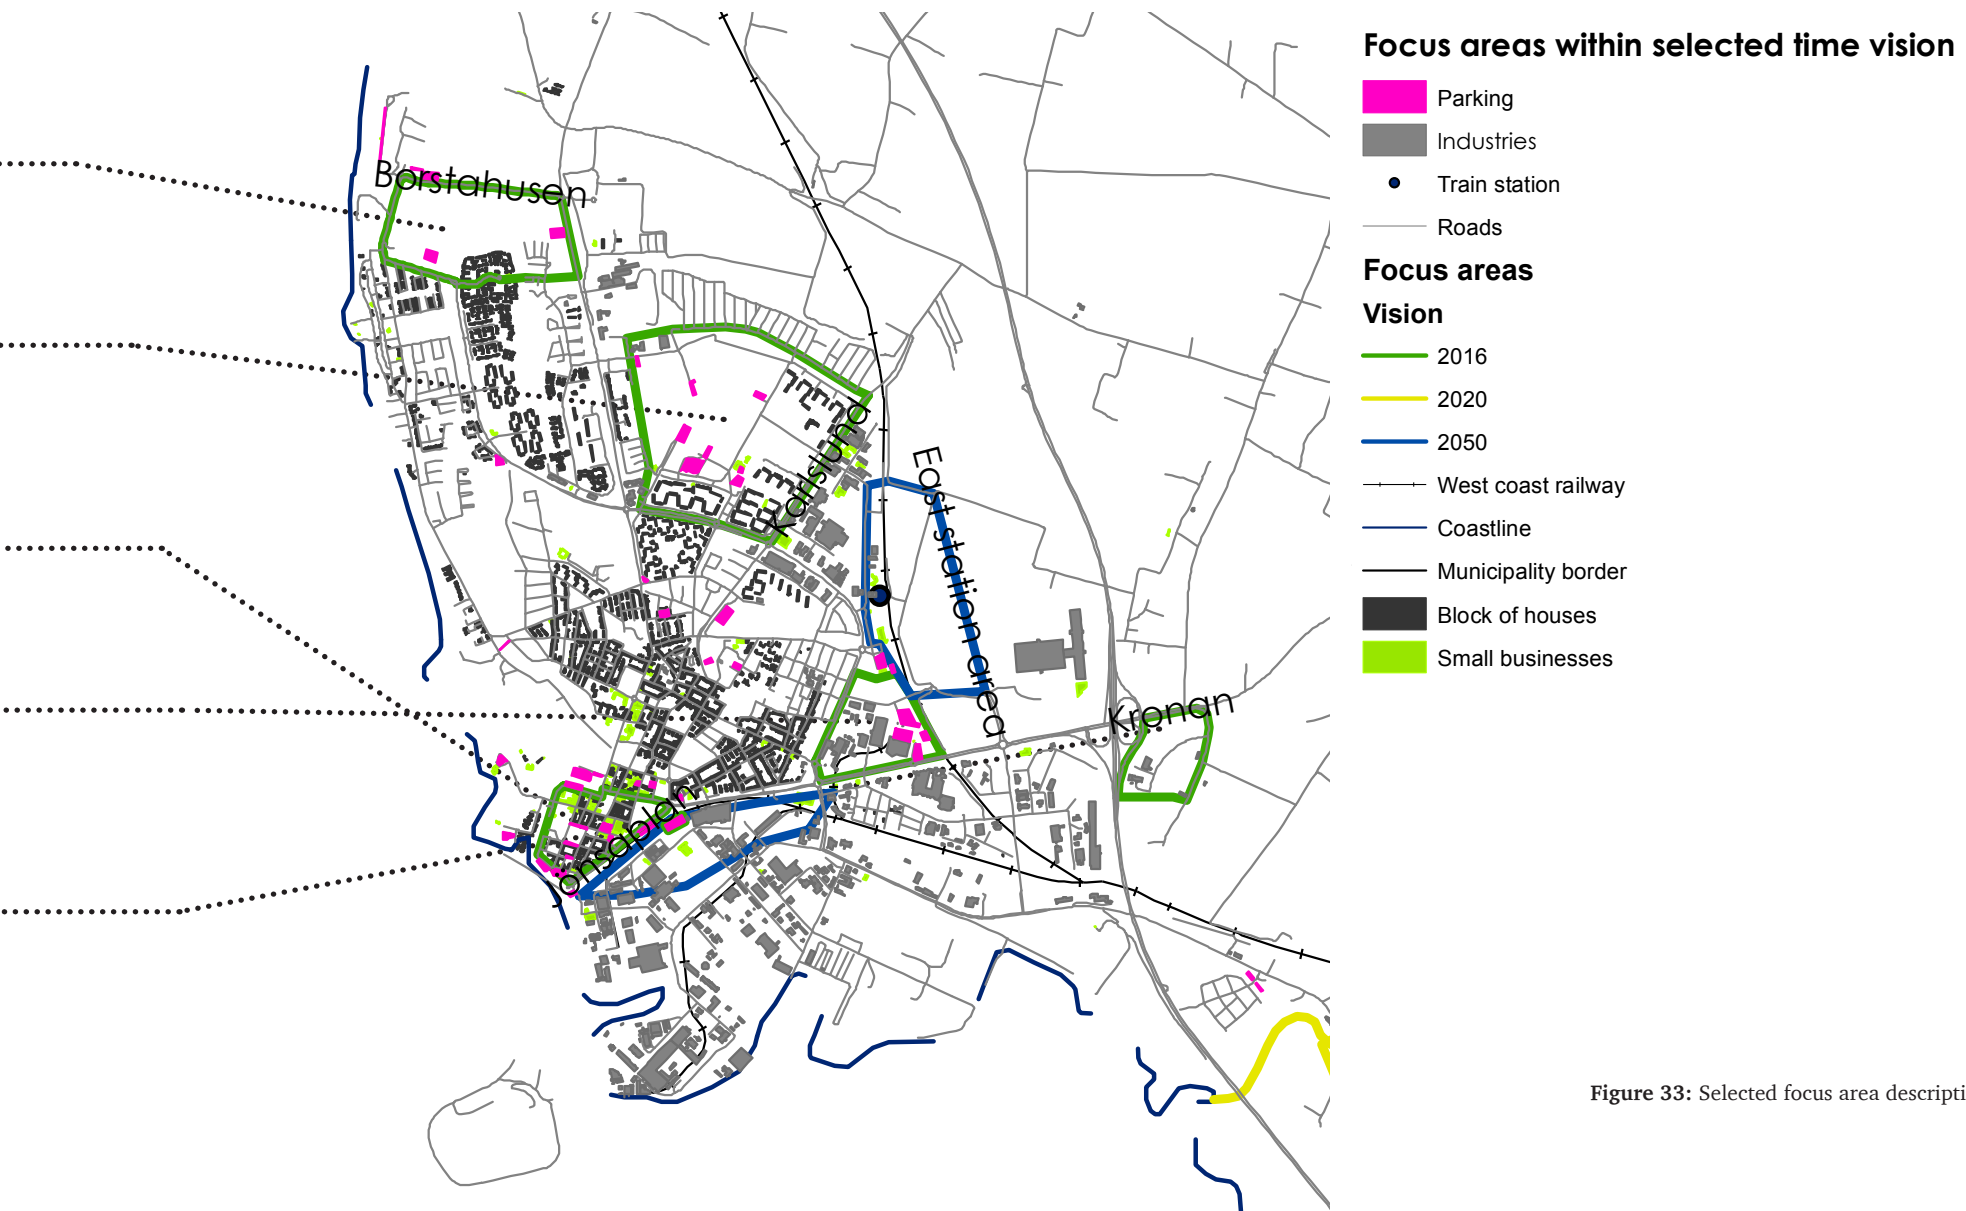 Focus areas within selected time vision
Parking
Industries
Train station
Roads
Focus areas
Vision
2016
2020
2050
West coast railway
Coastline
Municipality border
Block of houses
Small businesses
Borstahusen
Karlslund
East station area
Kronan
Figure 33: Selected focus area descripti